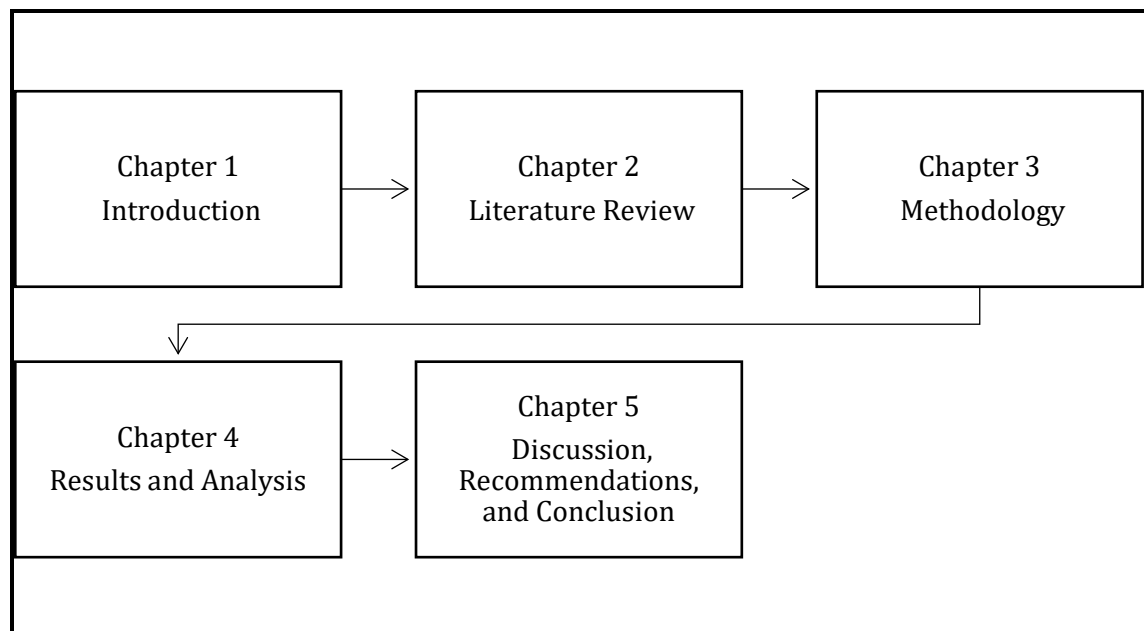 Chapter 1
Introduction
Chapter 2
Literature Review
Chapter 3
Methodology
Chapter 4
Results and Analysis
Chapter 5
Discussion,
Recommendations,
and Conclusion